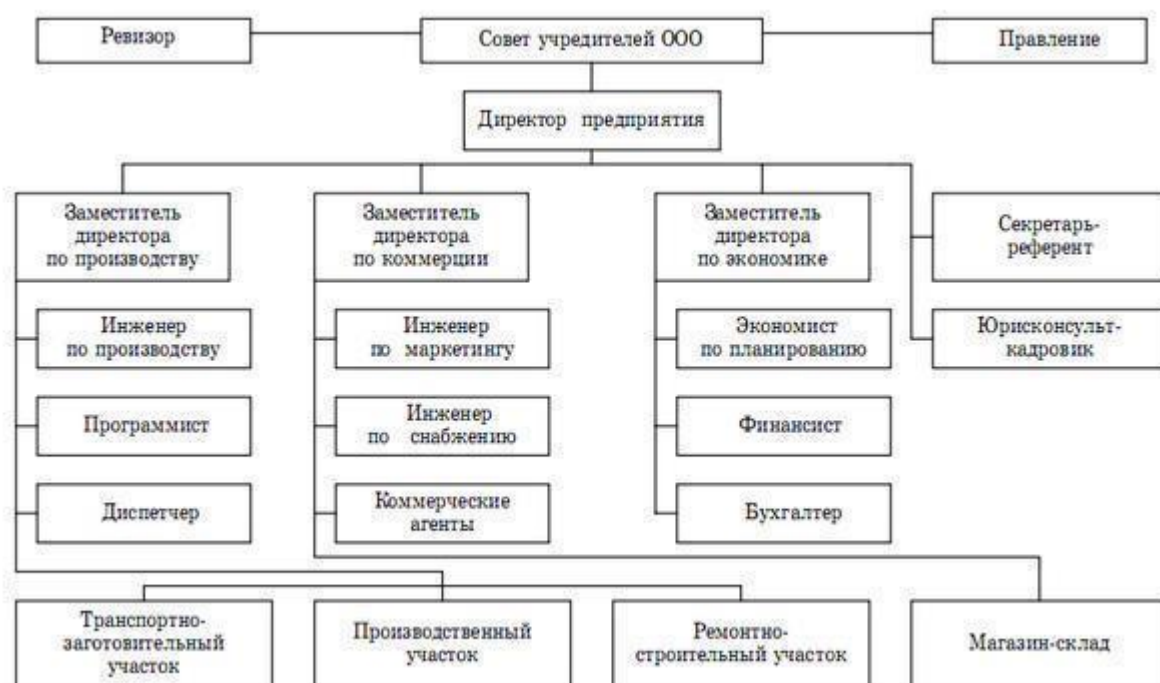 Ревизор
Совет учредителей ООО
Правление
Директор предприятия
Заместитель
директора
по производству
Заместитель
директора
по коммерции
Заместитель
директора
по экономике
Секретарь-
референт
Инженер
по производству
Инженер
по маркетингу
Экономист
по планированию
Юрисконсульт-
кадровик
Программист
Инженер
по снабжению
Финансист
Диспетчер
Коммерческие
агенты
Бухгалтер
Транспортно-
заготовительный
участок
Производственный
участок
Ремонтно-
строительный участок
Магазин-склад